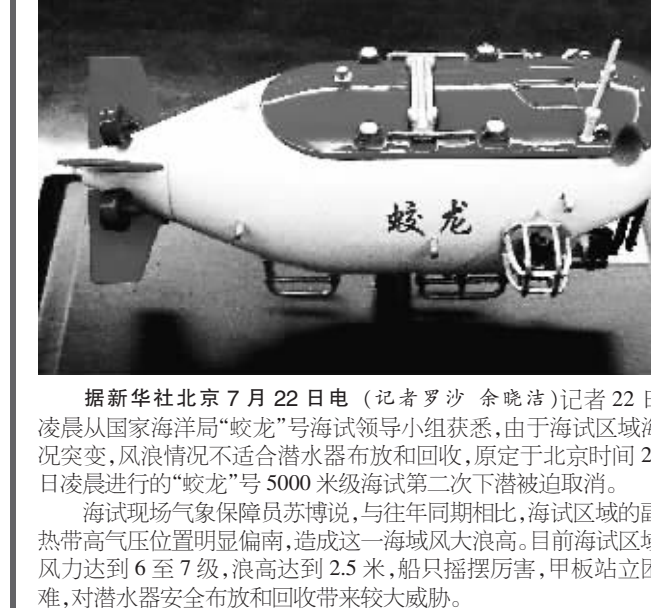 蛟龙
据新华社北京7月22日电 (记者罗沙 余晓洁)记者22日
凌晨从国家海洋局“蛟龙”号海试领导小组获悉,由于海试区域海
况突变,风浪情况不适合潜水器布放和回收,原定于北京时间2
日凌晨进行的“蛟龙”号5000米级海试第二次下潜被迫取消。
海试现场气象保障员苏博说,与往年同期相比,海试区域的副
热带高气压位置明显偏南,造成这一海域风大浪高。目前海试区域
风力达到6至7级,浪高达到2.5米,船只摇摆厉害,甲板站立困
难,对潜水器安全布放和回收带来较大威胁。